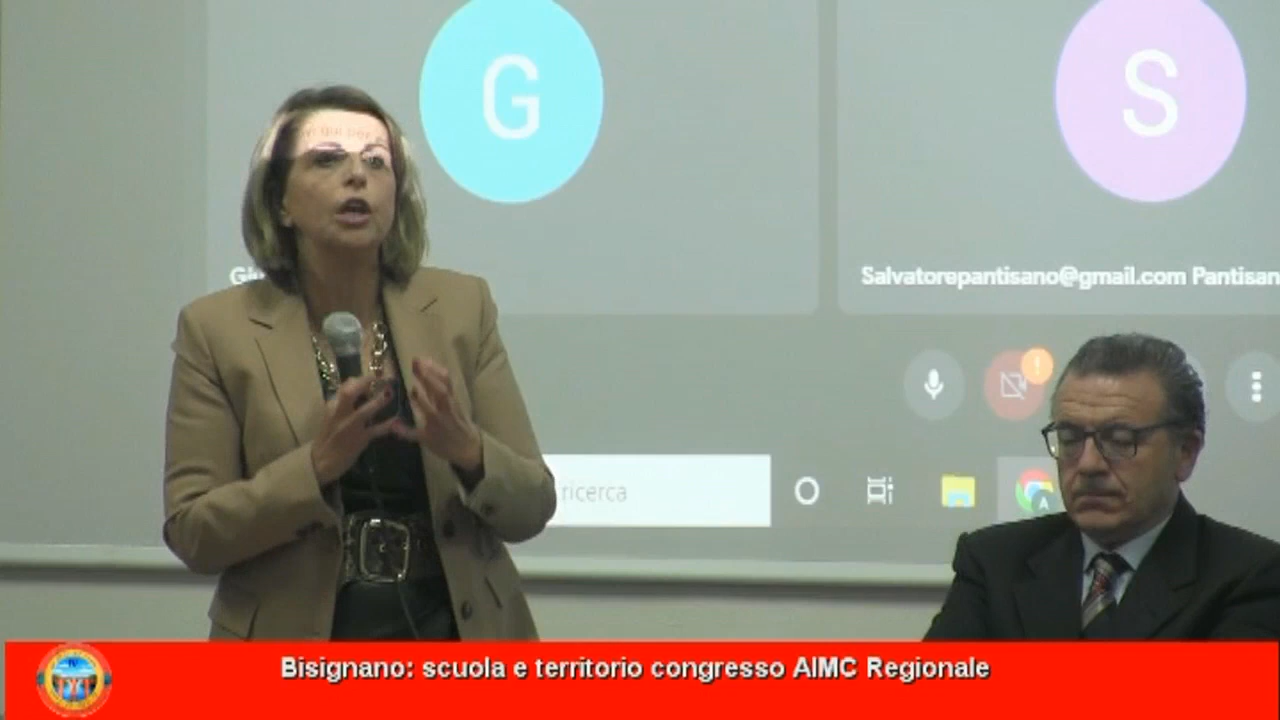 G
S
Salvatorepantisano@gmail.com Pantisan
ricerca
Bisignano: scuola e territorio congresso AIMC Regionale